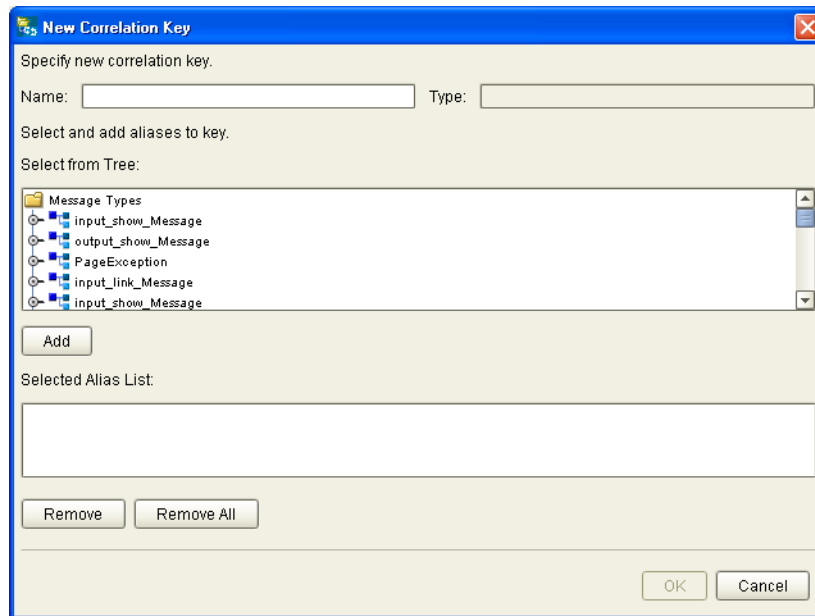 New Correlation Key
Specify new correlation key.
Name: Type:
Select and add aliases to key.
Select from Tree:
Message Types
input_show_Message
output_show_Message
PageException
input_link_Message
input_show_Message
Add
Selected Alias List:
Remove Remove All
OK Cancel